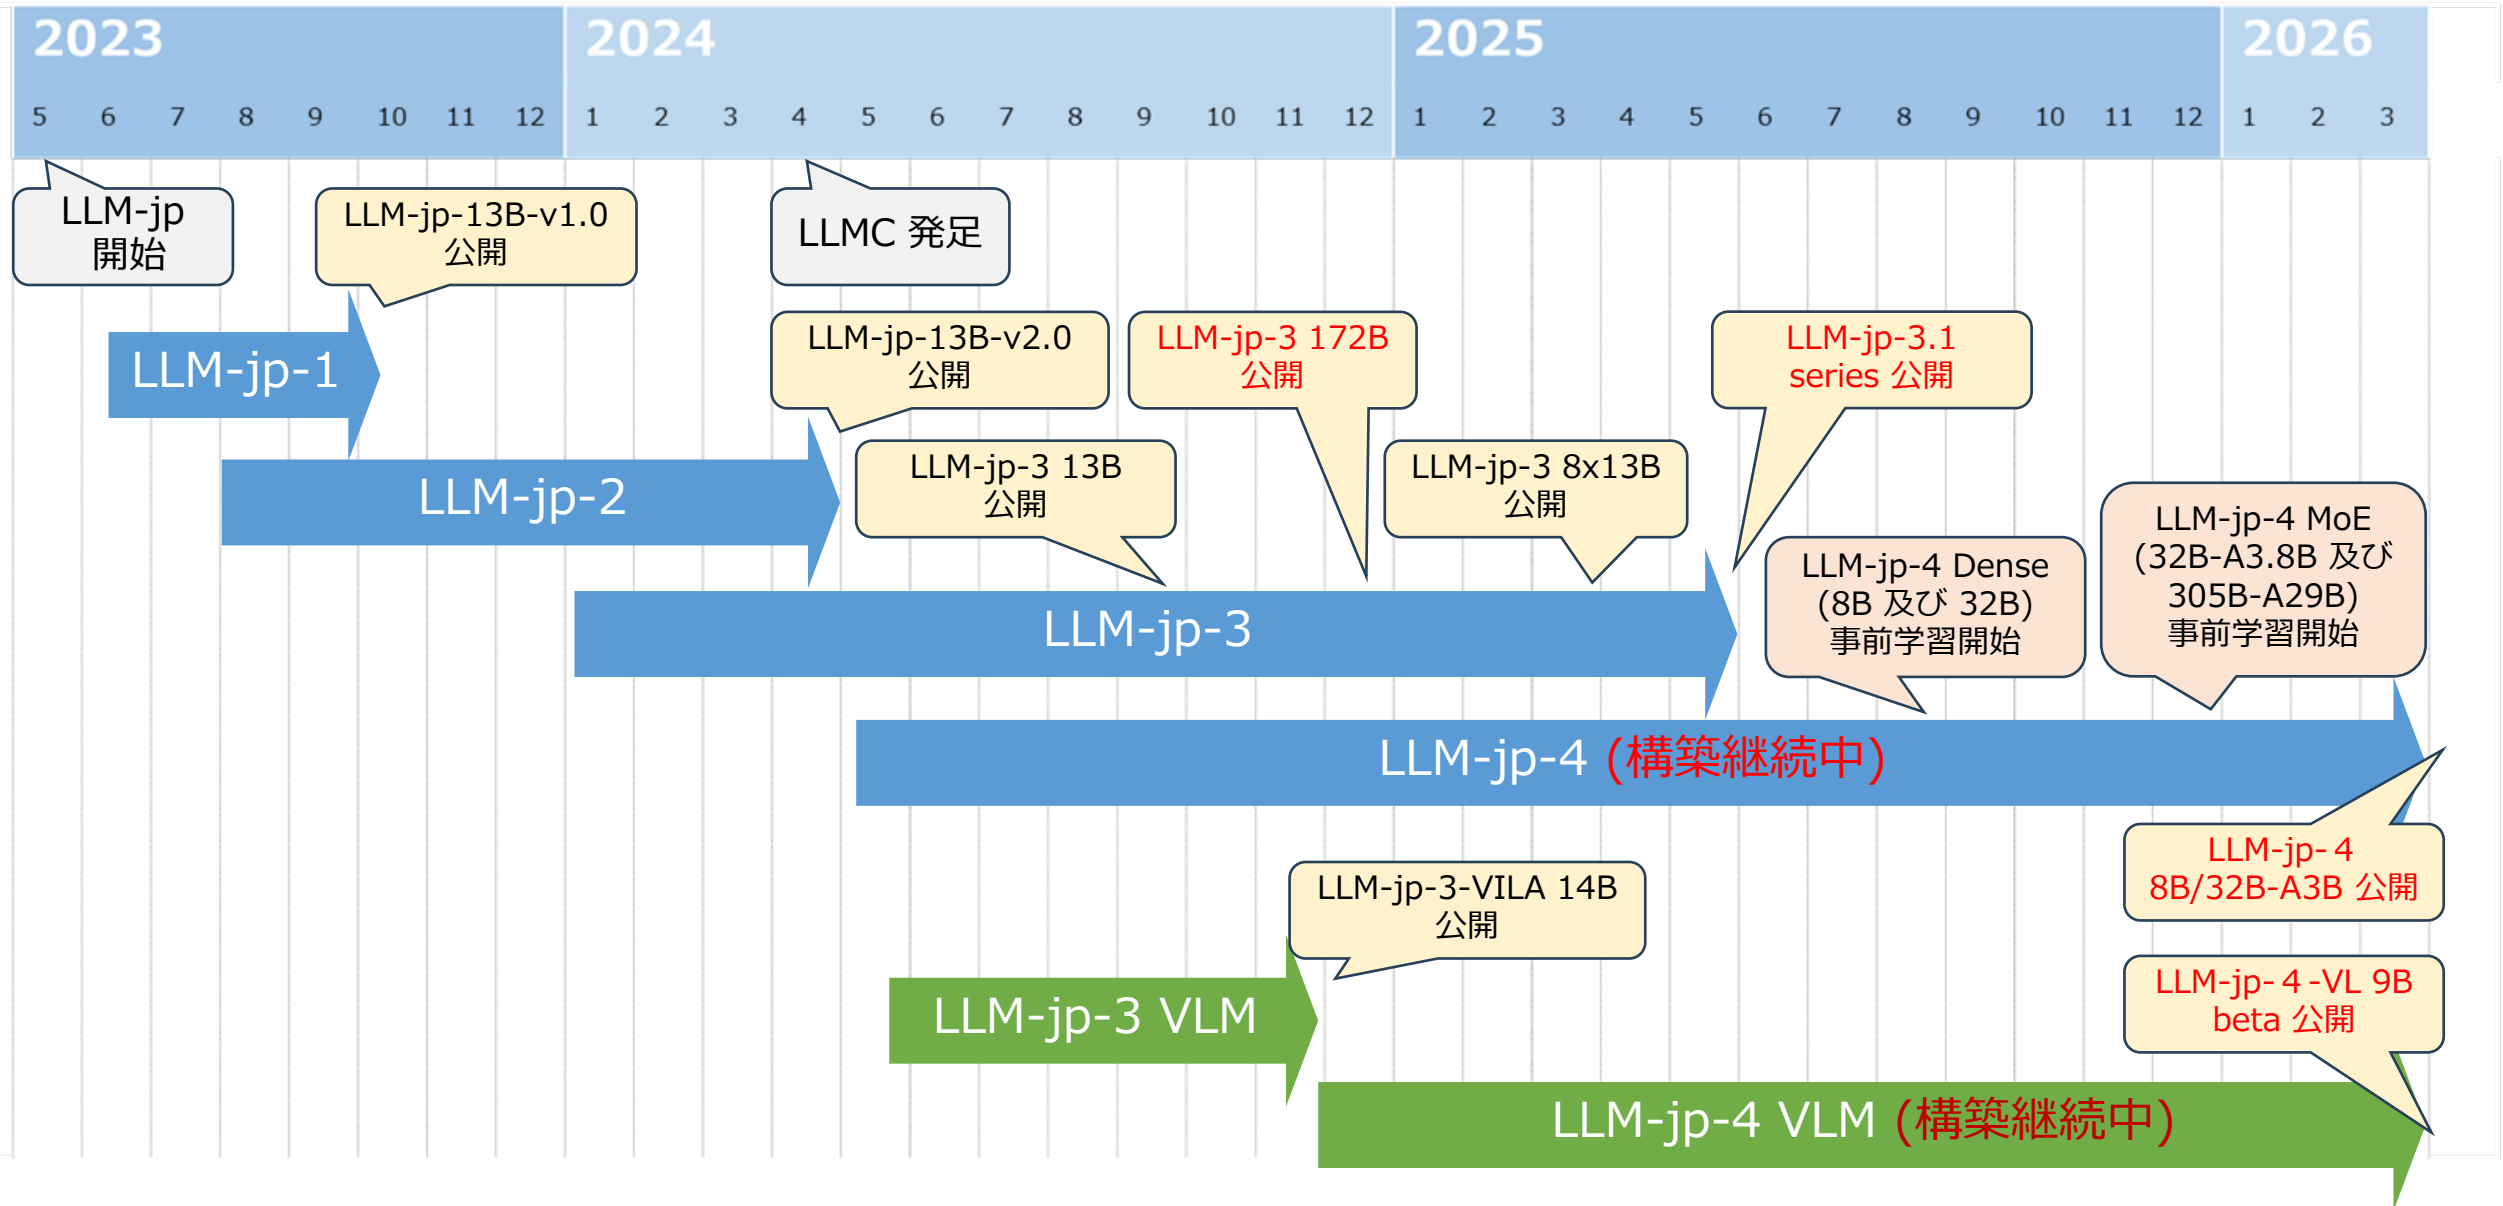 2023
2024
2025
2026
5 6 7 8 9 10 11 12 1 2 3 4 5 6 7 8 9 10 11 12 1 2 3 4 5 6 7 8 9 10 11 12 1 2 3
LLM-jp
開始
LLM-jp-13B-v1.0
公開
LLMC 発足
LLM-jp-1
LLM-jp-13B-v2.0
公開
LLM-jp-3 172B
公開
LLM-jp-3.1
series 公開
LLM-jp-2
LLM-jp-3 13B
公開
LLM-jp-3 8x13B
公開
LLM-jp-4 Dense
(8B 及び 32B)
事前学習開始
LLM-jp-4 MoE
(32B-A3.8B 及び
305B-A29B)
事前学習開始
LLM-jp-3
LLM-jp-4 (構築継続中)
LLM-jp-４
8B/32B-A3B 公開
LLM-jp-3-VILA 14B
公開
LLM-jp-3 VLM
LLM-jp-４-VL 9B
beta 公開
LLM-jp-4 VLM (構築継続中)